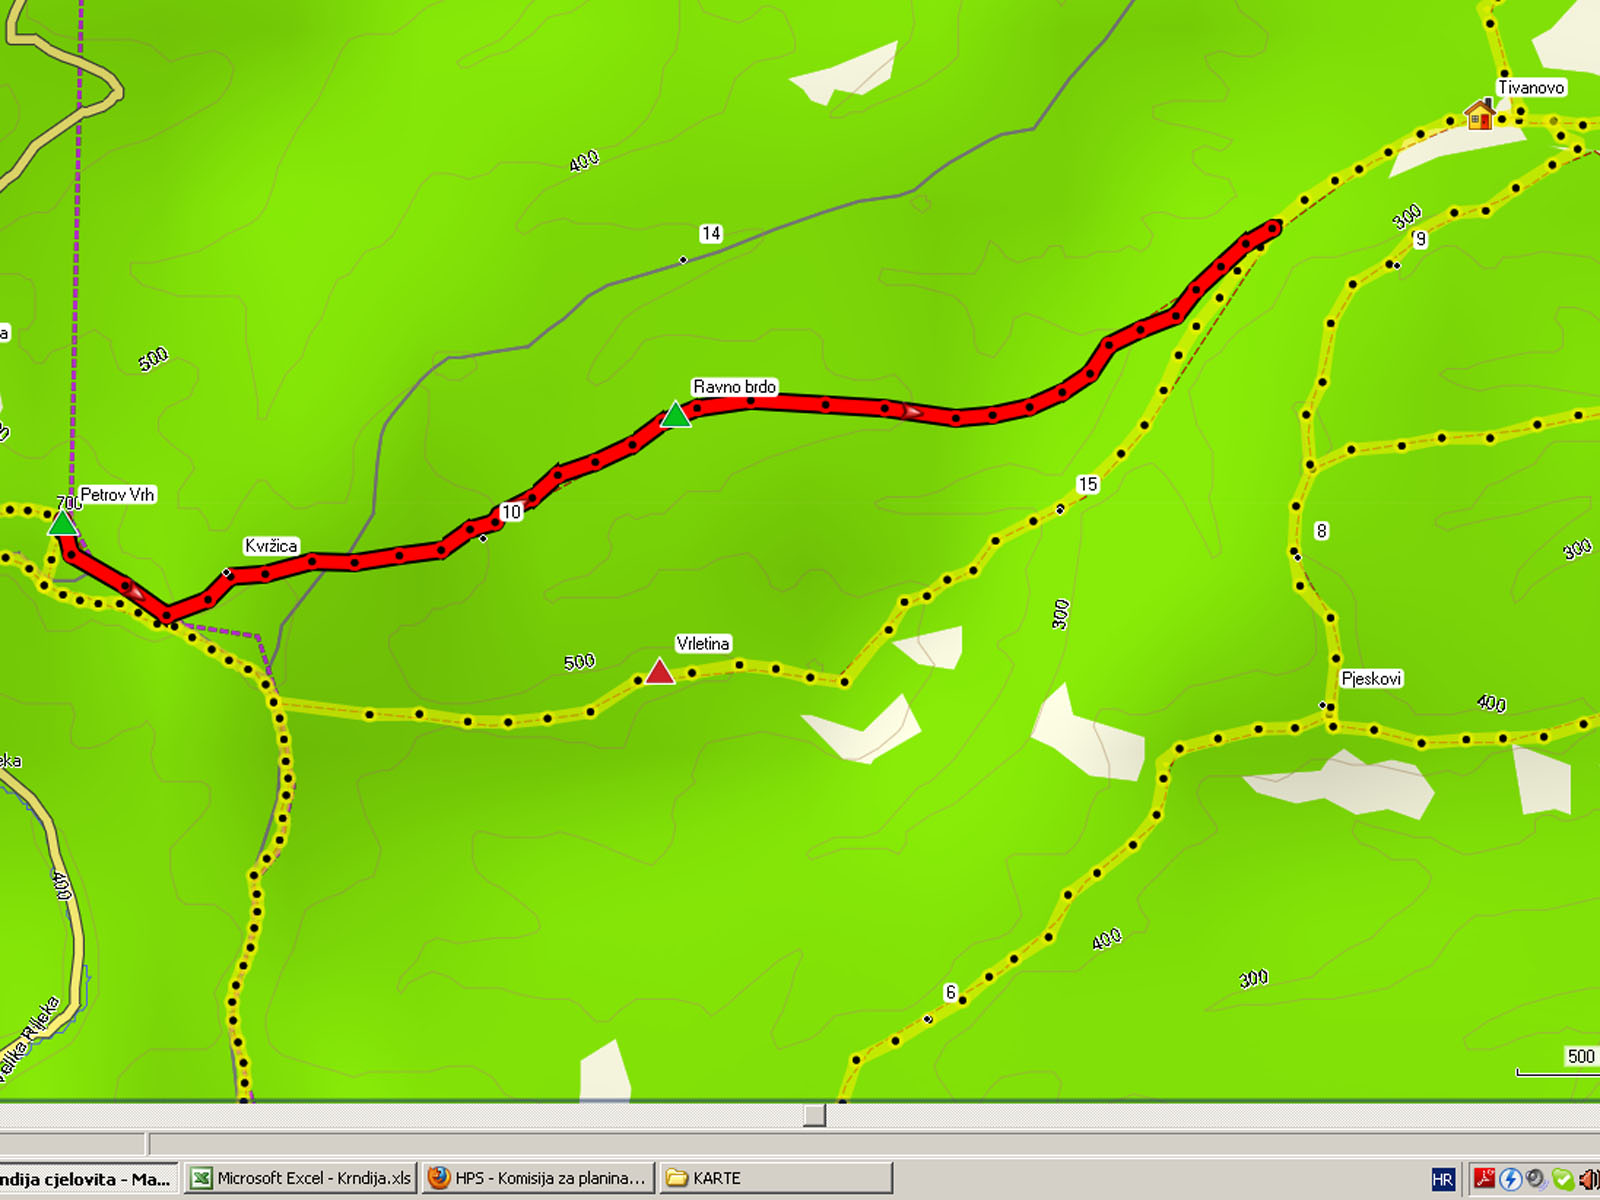 Tivanovo
400
300
14
9
a
500
Ravno brdo
15
700
Petrov Vrh
10
8
Kvržica
300
300
Vrletina
500
Pjeskovi
400
eka
400
400
300
6
Velika Rijeka
500
ndija cjelovita - Ma...
Microsoft Excel - Krndija.xls
HPS - Komisija za planina...
KARTE
HR